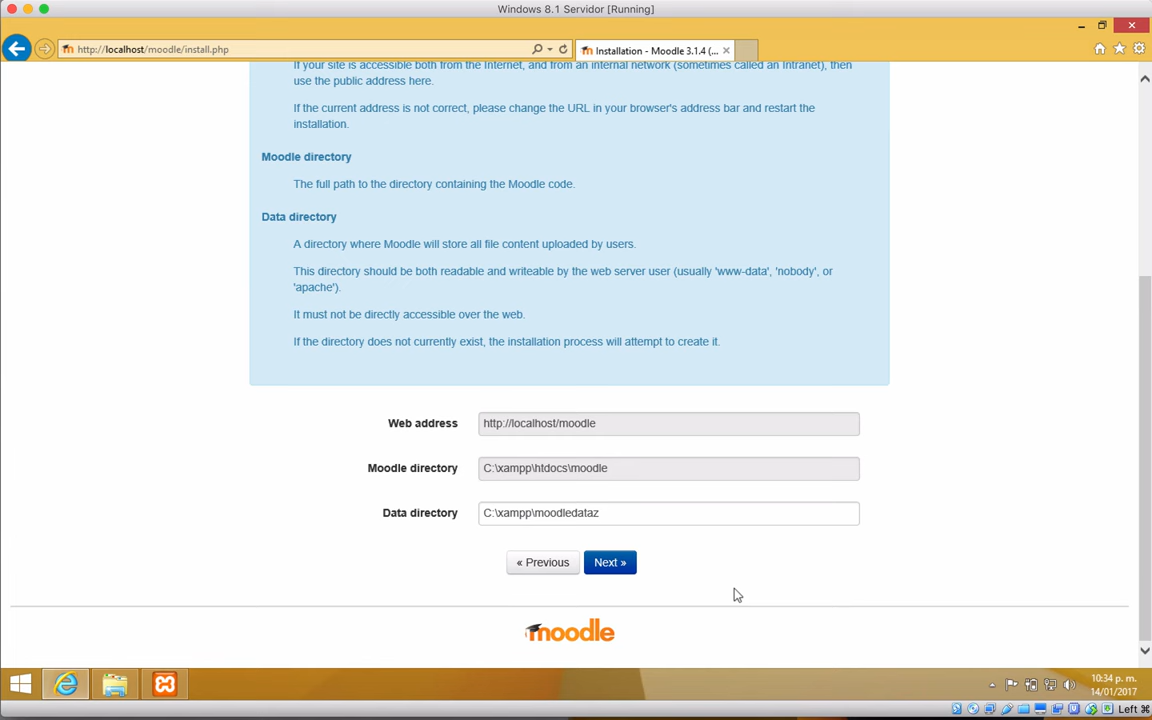 Windows 8.1 Servidor [Running]
http://localhost/moodle/install.php
Installation - Moodle 3.1.4 (...
If your site is accessible both from the Internet, and from an internal network (sometimes called an Intranet), then
use the public address here.
If the current address is not correct, please change the URL in your browser's address bar and restart the
installation.
Moodle directory
The full path to the directory containing the Moodle code.
Data directory
A directory where Moodle will store all file content uploaded by users.
This directory should be both readable and writeable by the web server user (usually 'www-data', 'nobody', or
'apache').
It must not be directly accessible over the web.
If the directory does not currently exist, the installation process will attempt to create it.
Web address
http://localhost/moodle
Moodle directory
C:\xampp\htdocs\moodle
Data directory
C:\xampp\moodledataz
« Previous
Next »
moodle
10:34 p. m.
14/01/2017
Left ⌘